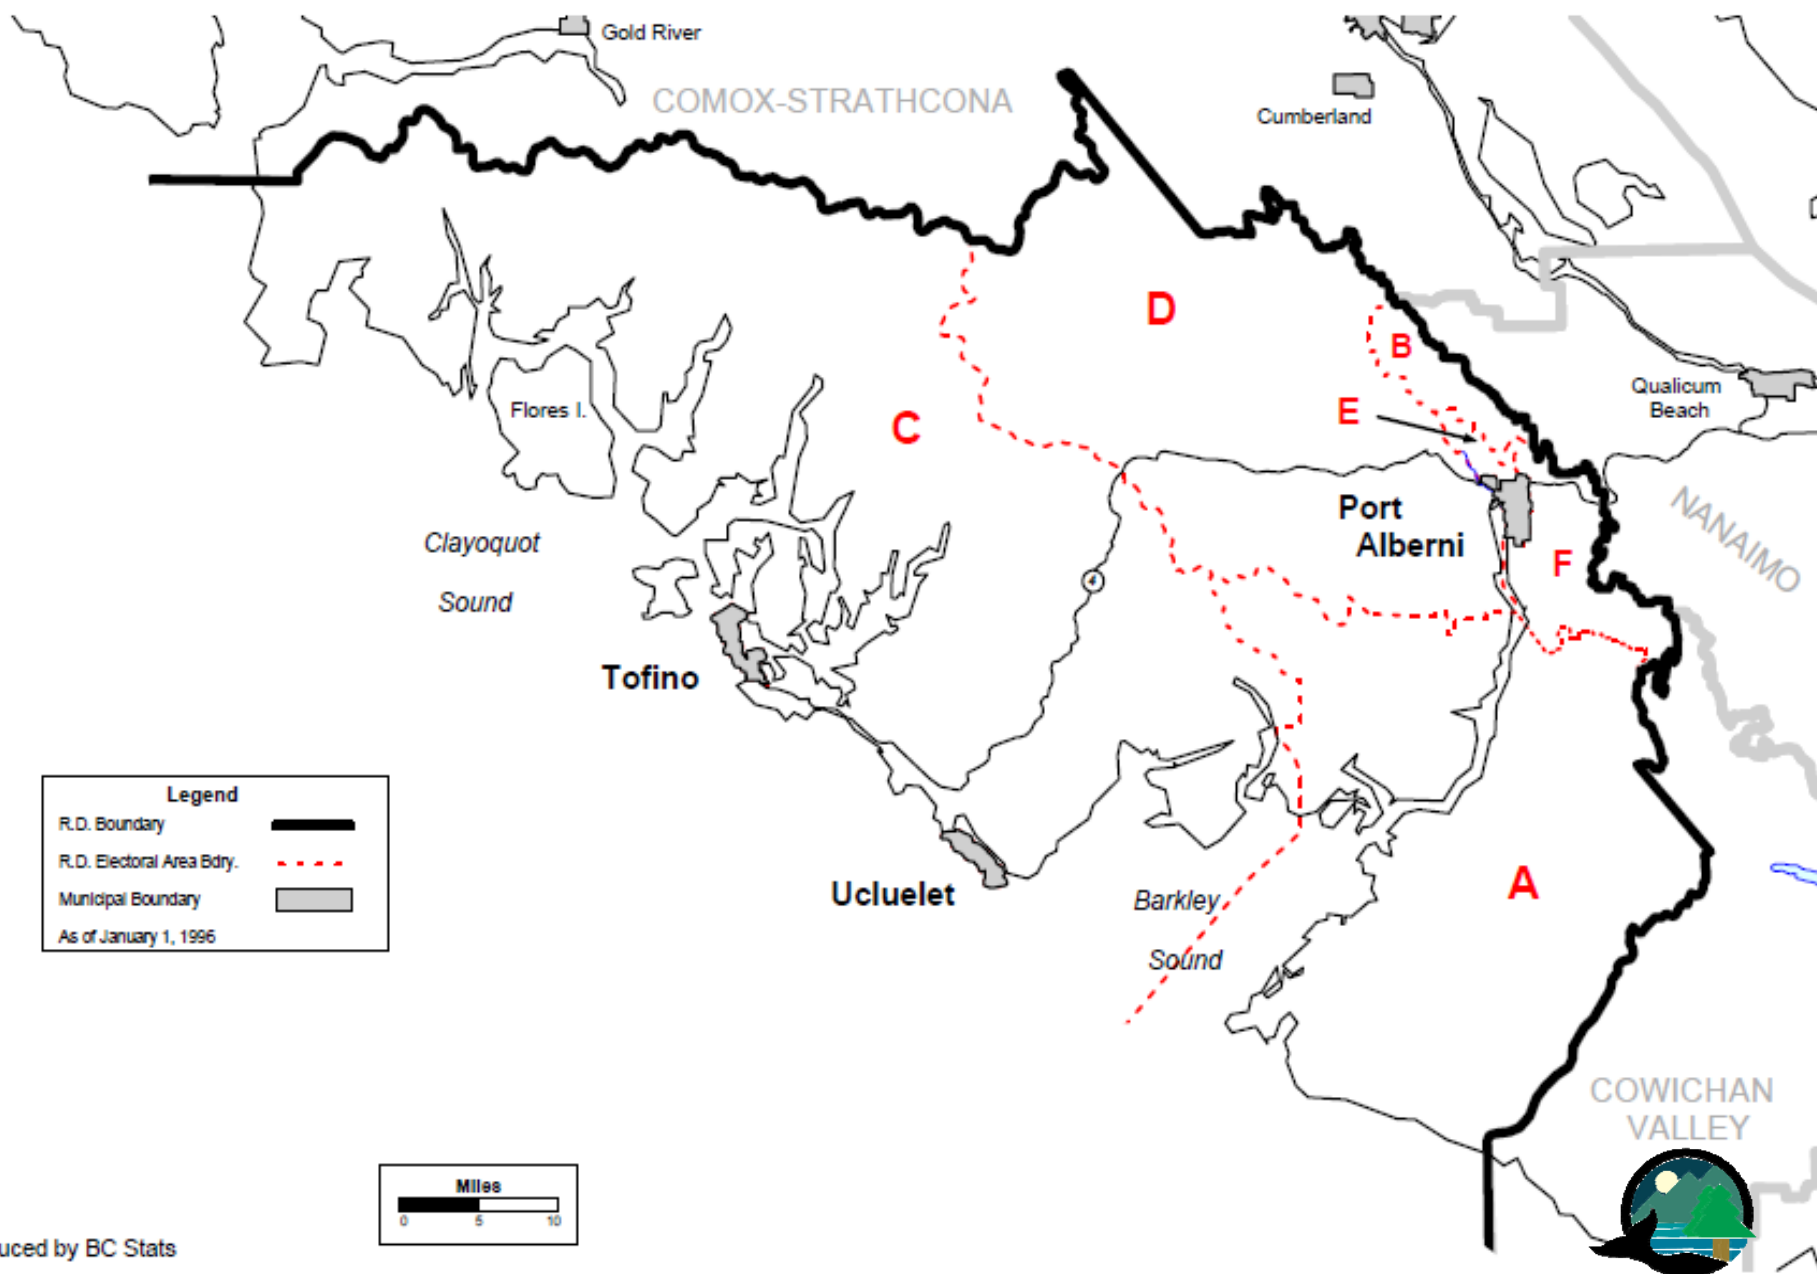 Gold River
COMOX-STRATHCONA
Cumberland
D
B
Qualicum
Beach
E
Flores I.
C
Port
Alberni
NANAIMO
Clayoquot
Sound
F
4
Tofino
Legend
R.D. Boundary
R.D. Electoral Area Bdry.
Municipal Boundary
As of January 1, 1996
Ucluelet
A
Barkley
Sound
COWICHAN
VALLEY
Miles
0 5 10
uced by BC Stats